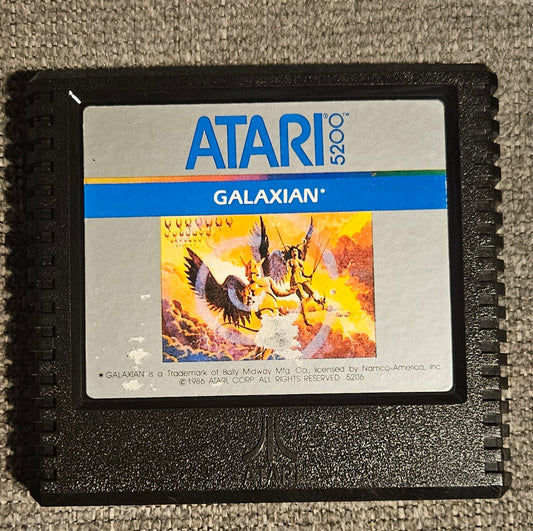 ATARI® 5200™
GALAXIAN*
* GALAXIAN is a Trademark of Bally Midway Mfg. Co., licensed by Namco-America, Inc.
© 1986 ATARI CORP. ALL RIGHTS RESERVED. 5206
ATARI